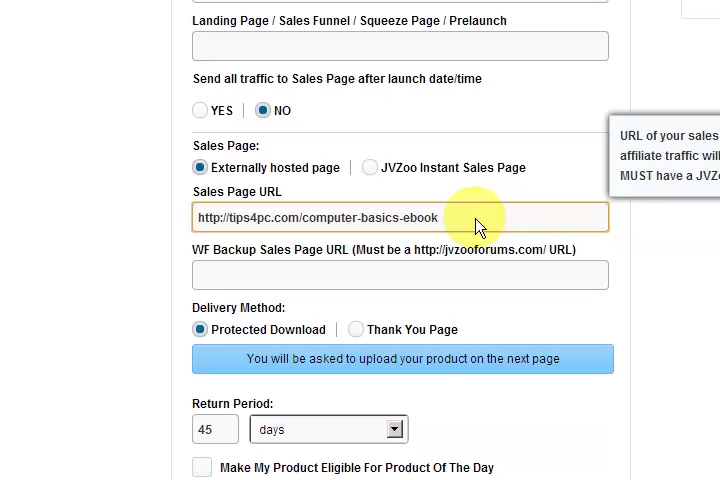 Landing Page / Sales Funnel / Squeeze Page / Prelaunch
Send all traffic to Sales Page after launch date/time
YES | NO
Sales Page:
Externally hosted page | JVZoo Instant Sales Page
Sales Page URL
http://tips4pc.com/computer-basics-ebook
WF Backup Sales Page URL (Must be a http://jvzooforums.com/ URL)
Delivery Method:
Protected Download | Thank You Page
You will be asked to upload your product on the next page
Return Period:
45 days
Make My Product Eligible For Product Of The Day
URL of your sales
affiliate traffic will
MUST have a